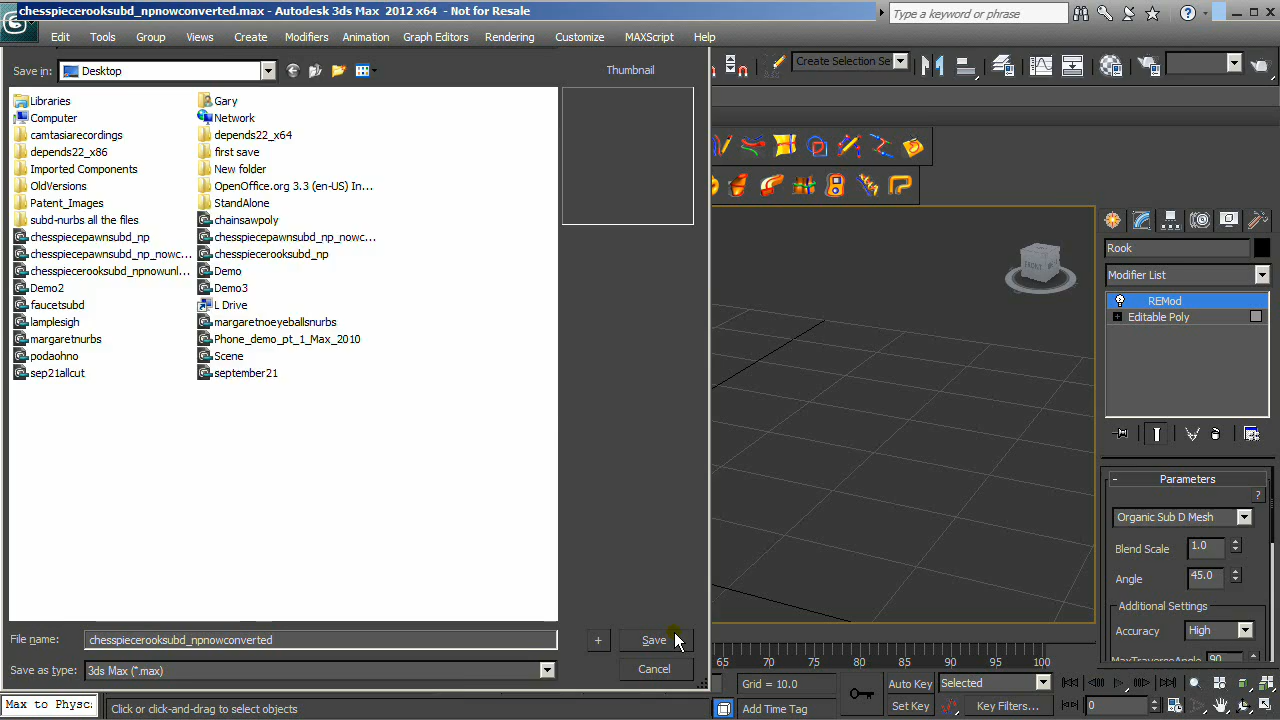 chesspiecerooksubd_npnowconverted.max - Autodesk 3ds Max 2012 x64 - Not for Resale
Type a keyword or phrase
Edit Tools Group Views Create Modifiers Animation Graph Editors Rendering Customize MAXScript Help
Save in: Desktop
Thumbnail
Create Selection Se
Libraries
Computer
camtasiarecordings
depends22_x86
Imported Components
OldVersions
Patent_Images
subd-nurbs all the files
chesspiecepawnsubd_np
chesspiecepawnsubd_np_nowc...
chesspiecerooksubd_npnowunl...
Demo2
faucetsubd
lamplesigh
margaretnurbs
podaohno
sep21allcut
Gary
Network
depends22_x64
first save
New folder
OpenOffice.org 3.3 (en-US) In...
StandAlone
chainsawpoly
chesspiecepawnsubd_np_nowc...
chesspiecerooksubd_np
Demo
Demo3
L Drive
margaretnoeyeballsnurbs
Phone_demo_pt_1_Max_2010
Scene
september21
File name: chesspiecerooksubd_npnowconverted
+ Save
Save as type: 3ds Max (*.max)
Cancel
FRONT
Rook
Modifier List
REMod
Editable Poly
Parameters
?
Organic Sub D Mesh
Blend Scale 1.0
Angle 45.0
Additional Settings
Accuracy High
MaxTraverseAngle 90
65 70 75 80 85 90 95 100
Grid = 10.0
Add Time Tag
Auto Key
Set Key
Selected
Key Filters...
0
Max to Physc
Click or click-and-drag to select objects